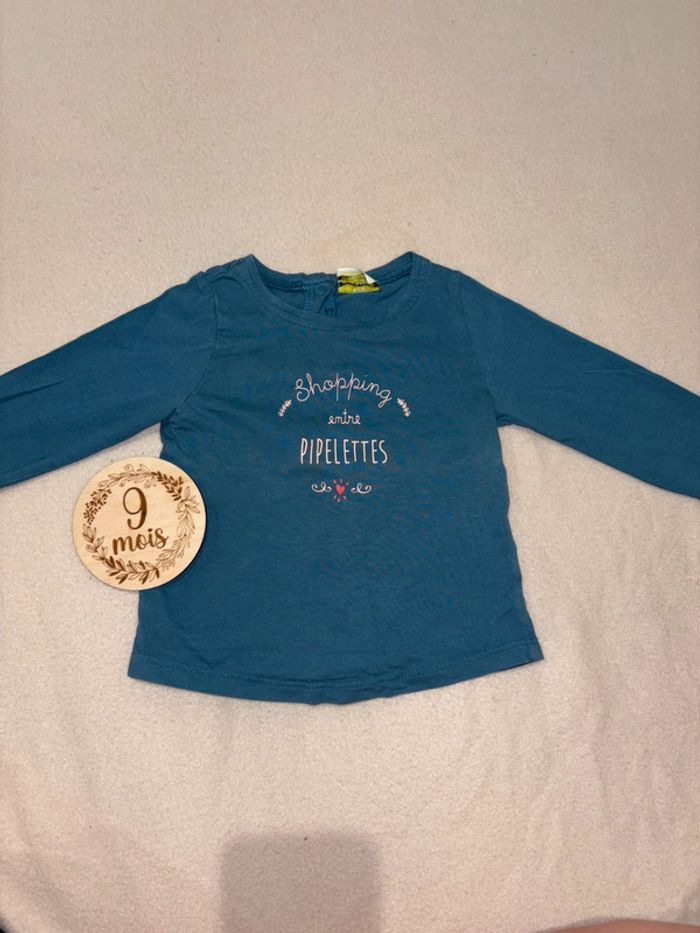 Shopping
entre
PIPELETTES
9
mois